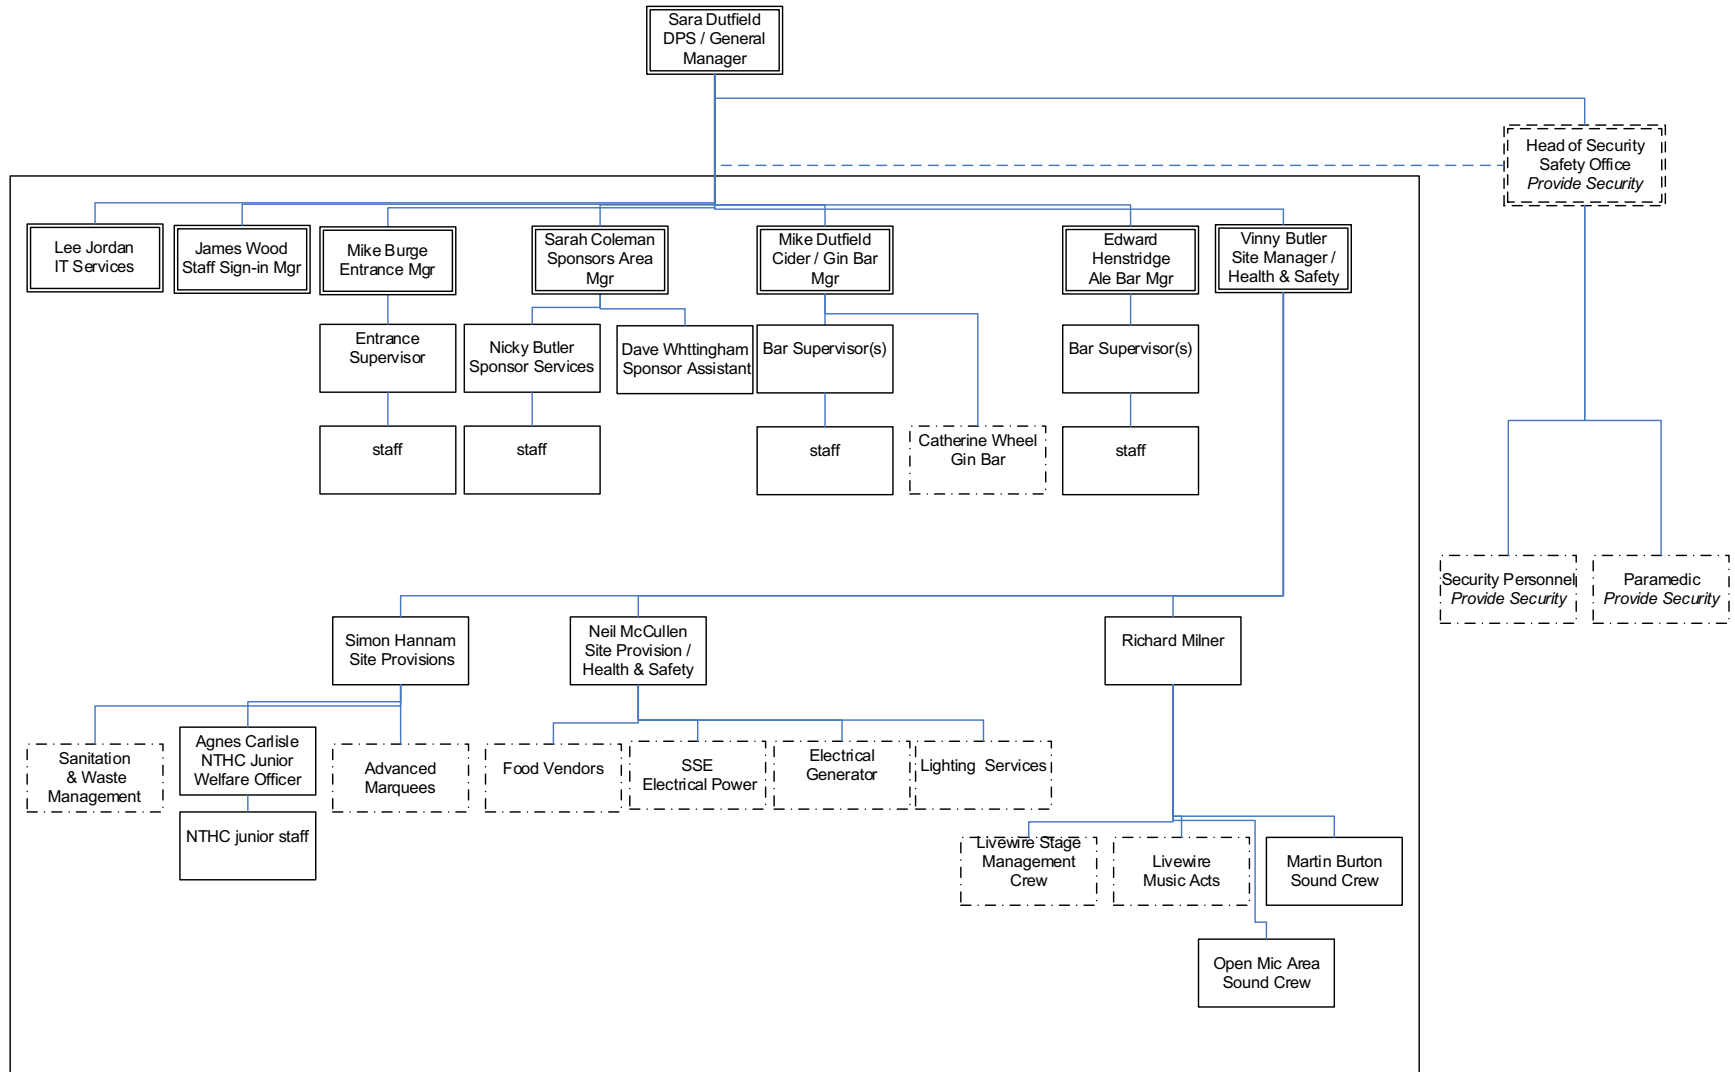 Sara Dutfield
DPS / General
Manager
Head of Security
Safety Office
Provide Security
Lee Jordan
IT Services
James Wood
Staff Sign-in Mgr
Mike Burge
Entrance Mgr
Sarah Coleman
Sponsors Area
Mgr
Mike Dutfield
Cider / Gin Bar
Mgr
Edward
Henstridge
Ale Bar Mgr
Vinny Butler
Site Manager /
Health & Safety
Entrance
Supervisor
Nicky Butler
Sponsor Services
Dave Whttingham
Sponsor Assistant
Bar Supervisor(s)
Bar Supervisor(s)
staff
staff
staff
Catherine Wheel
Gin Bar
staff
Security Personnel
Provide Security
Paramedic
Provide Security
Simon Hannam
Site Provisions
Neil McCullen
Site Provision /
Health & Safety
Richard Milner
Sanitation
& Waste
Management
Agnes Carlisle
NTHC Junior
Welfare Officer
Advanced
Marquees
Food Vendors
SSE
Electrical Power
Electrical
Generator
Lighting  Services
NTHC junior staff
Livewire Stage
Management
Crew
Livewire
Music Acts
Martin Burton
Sound Crew
Open Mic Area
Sound Crew